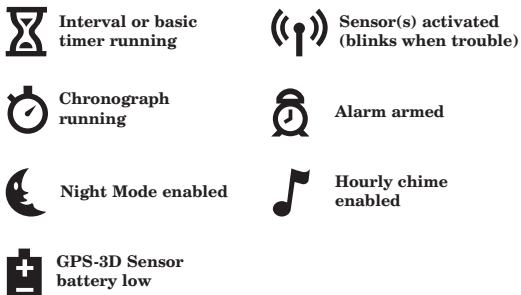 Interval or basic
timer running
Sensor(s) activated
(blinks when trouble)
Chronograph
running
Alarm armed
Night Mode enabled
Hourly chime
enabled
GPS-3D Sensor
battery low